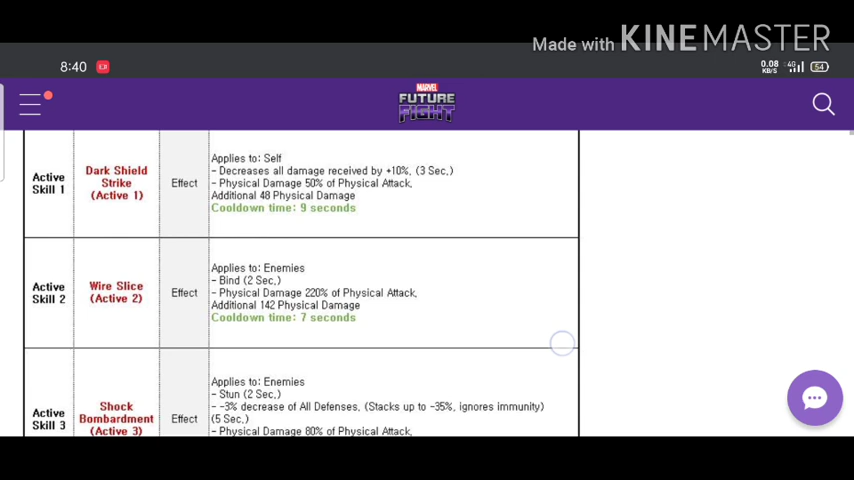 Made with KINEMASTER
8:40
0.08
KB/S
4G
54
MARVEL
FUTURE
FIGHT
Active
Skill 1
Dark Shield
Strike
(Active 1)
Effect
Applies to: Self
- Decreases all damage received by +10%. (3 Sec.)
- Physical Damage 50% of Physical Attack.
Additional 48 Physical Damage
Cooldown time: 9 seconds
Active
Skill 2
Wire Slice
(Active 2)
Effect
Applies to: Enemies
- Bind (2 Sec.)
- Physical Damage 220% of Physical Attack.
Additional 142 Physical Damage
Cooldown time: 7 seconds
Active
Skill 3
Shock
Bombardment
(Active 3)
Effect
Applies to: Enemies
- Stun (2 Sec.)
- -3% decrease of All Defenses. (Stacks up to -35%, ignores immunity)
(5 Sec.)
- Physical Damage 80% of Physical Attack.